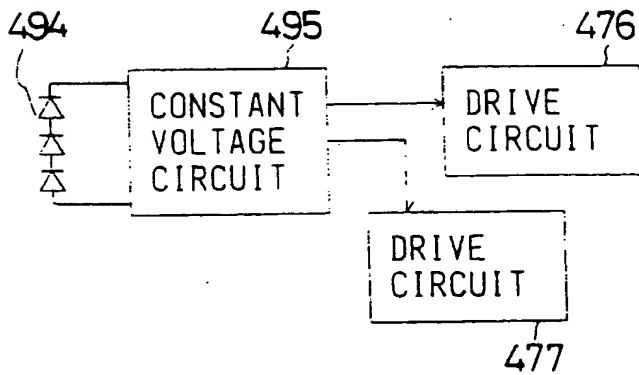 494
495
476
CONSTANT
VOLTAGE
CIRCUIT
DRIVE
CIRCUIT
DRIVE
CIRCUIT
477